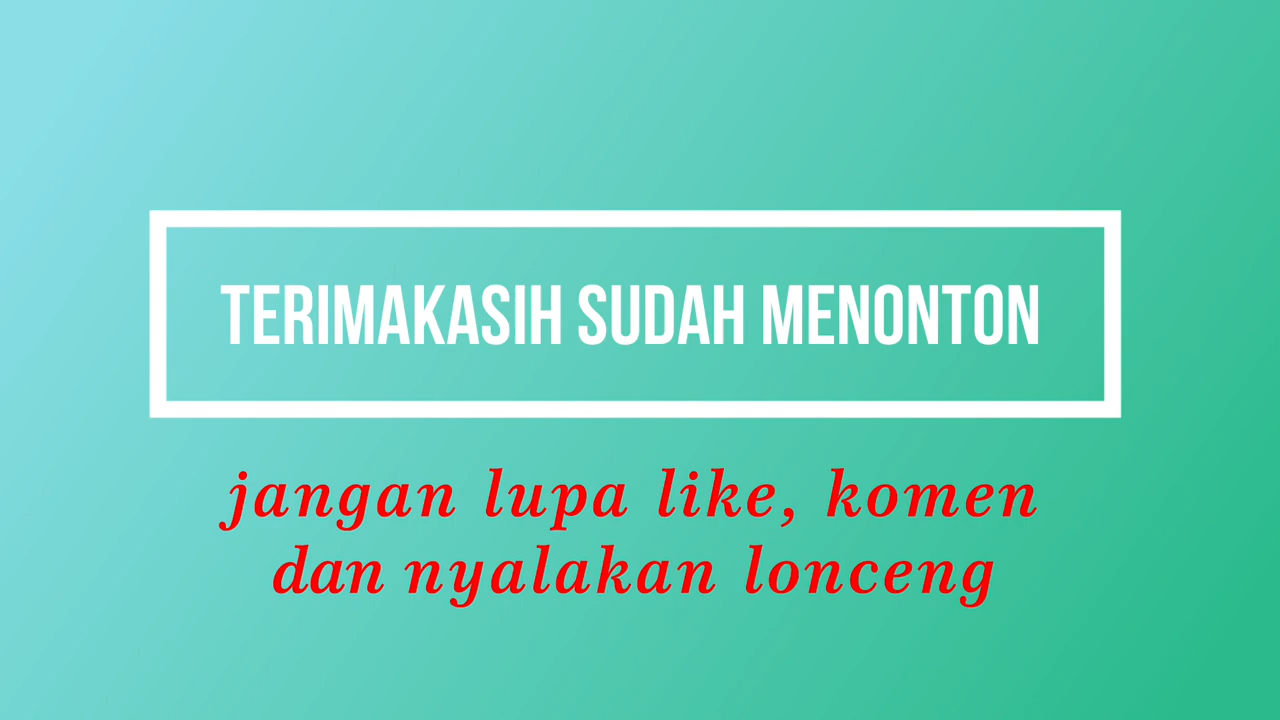 TERIMAKASIH SUDAH MENONTON
jangan lupa like, komen
dan nyalakan lonceng